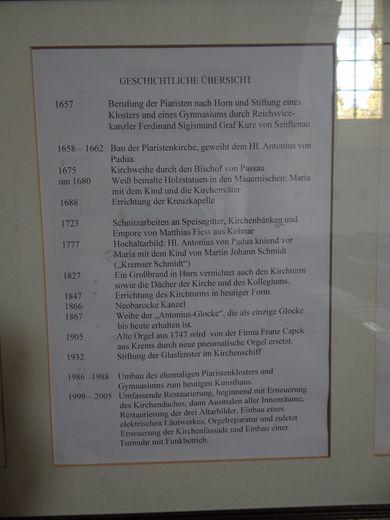 GESCHICHTLICHE ÜBERSICHT
1657 Berufung der Piaristen nach Horn und Stiftung eines
Klosters und eines Gymnasiums durch Reichsvice-
kanzler Ferdinand Sigismund Graf Kurz von Senftenau
1658 – 1662 Bau der Piaristenkirche, geweiht dem Hl. Antonius von
Padua.
1675 Kirchweihe durch den Bischof von Passau
um 1680 Weiß bemalte Holzstatuen in den Mauernischen: Maria
mit dem Kind und die Kirchenväter
1688 Errichtung der Kreuzkapelle
1723 Schnitzarbeiten an Speisegitter, Kirchenbänken und
Empore von Matthias Fiess aus Kolmar
1777 Hochaltarbild: Hl. Antonius von Padua kniend vor
Maria mit dem Kind von Martin Johann Schmidt
(„Kremser Schmidt")
1827 Ein Großbrand in Horn vernichtet auch den Kirchturm
sowie die Dächer der Kirche und des Kollegiums.
1847 Errichtung des Kirchturms in heutiger Form.
1866 Neobarocke Kanzel
1867 Weihe der „Antonius-Glocke", die als einzige Glocke
bis heute erhalten ist.
1905 Alte Orgel aus 1747 wird von der Firma Franz Capek
aus Krems durch neue pneumatische Orgel ersetzt.
1932 Stiftung der Glasfenster im Kirchenschiff
1986 –1988 Umbau des ehemaligen Piaristenklosters und
Gymnasiums zum heutigen Kunsthaus.
1999 – 2005 Umfassende Restaurierung, beginnend mit Erneuerung
des Kirchendaches, dann Ausmalen aller Innenräume,
Restaurierung der drei Altarbilder, Einbau eines
elektrischen Läutwerkes, Orgelreparatur und zuletzt
Erneuerung der Kirchenfassade und Einbau einer
Turmuhr mit Funkbetrieb.